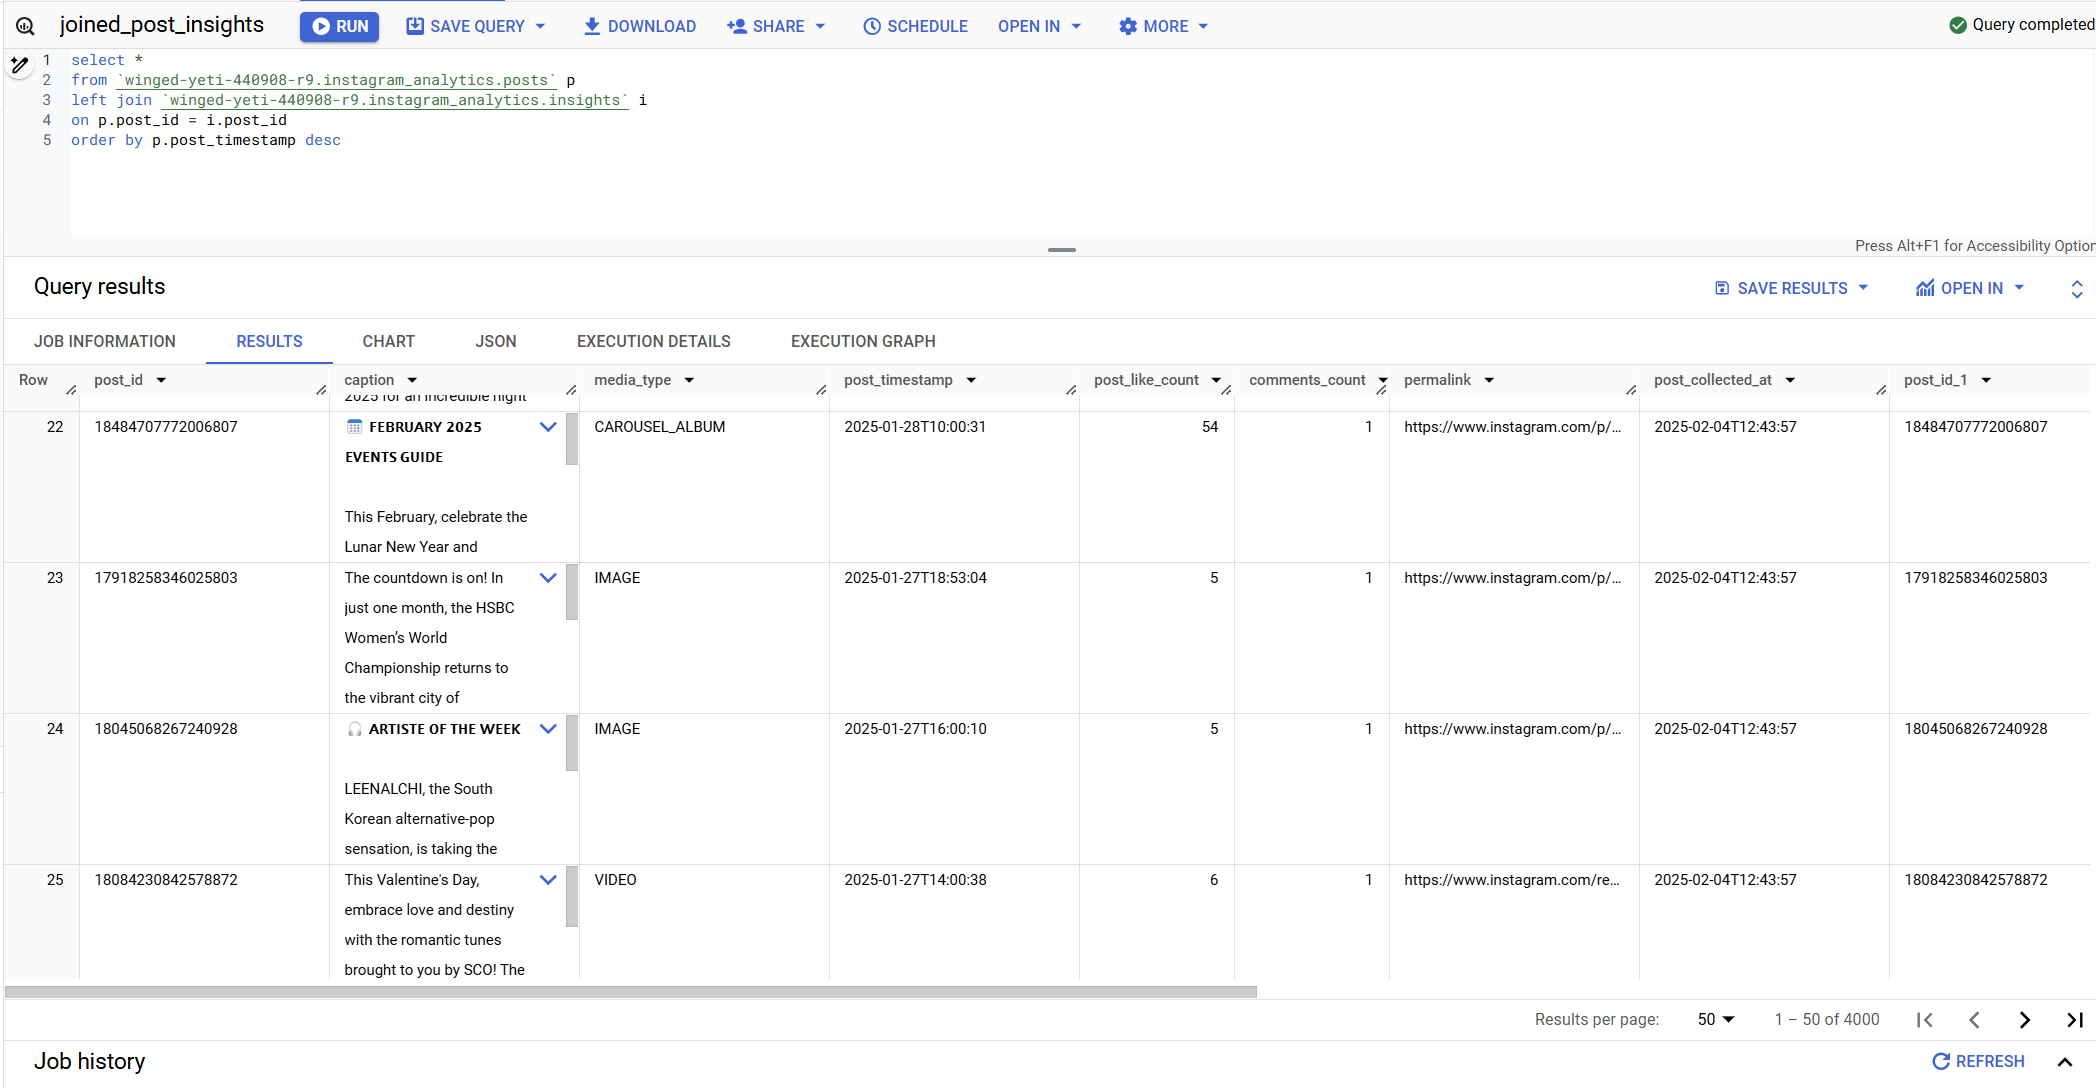 joined_post_insights RUN SAVE QUERY DOWNLOAD SHARE SCHEDULE OPEN IN MORE Query completed
1 select *
2 from `winged-yeti-440908-r9.instagram_analytics.posts` p
3 left join `winged-yeti-440908-r9.instagram_analytics.insights` i
4 on p.post_id = i.post_id
5 order by p.post_timestamp desc
Press Alt+F1 for Accessibility Option
Query results SAVE RESULTS OPEN IN
JOB INFORMATION RESULTS CHART JSON EXECUTION DETAILS EXECUTION GRAPH
Row post_id caption media_type post_timestamp post_like_count comments_count permalink post_collected_at post_id_1
2025 for an incredible night
22 18484707772006807 FEBRUARY 2025 CAROUSEL_ALBUM 2025-01-28T10:00:31 54 1 https://www.instagram.com/p/... 2025-02-04T12:43:57 18484707772006807
EVENTS GUIDE
This February, celebrate the
Lunar New Year and
23 17918258346025803 The countdown is on! In IMAGE 2025-01-27T18:53:04 5 1 https://www.instagram.com/p/... 2025-02-04T12:43:57 17918258346025803
just one month, the HSBC
Women's World
Championship returns to
the vibrant city of
24 18045068267240928 ARTISTE OF THE WEEK IMAGE 2025-01-27T16:00:10 5 1 https://www.instagram.com/p/... 2025-02-04T12:43:57 18045068267240928
LEENALCHI, the South
Korean alternative-pop
sensation, is taking the
25 18084230842578872 This Valentine's Day, VIDEO 2025-01-27T14:00:38 6 1 https://www.instagram.com/re... 2025-02-04T12:43:57 18084230842578872
embrace love and destiny
with the romantic tunes
brought to you by SCO! The
Results per page: 50 1 – 50 of 4000
Job history REFRESH